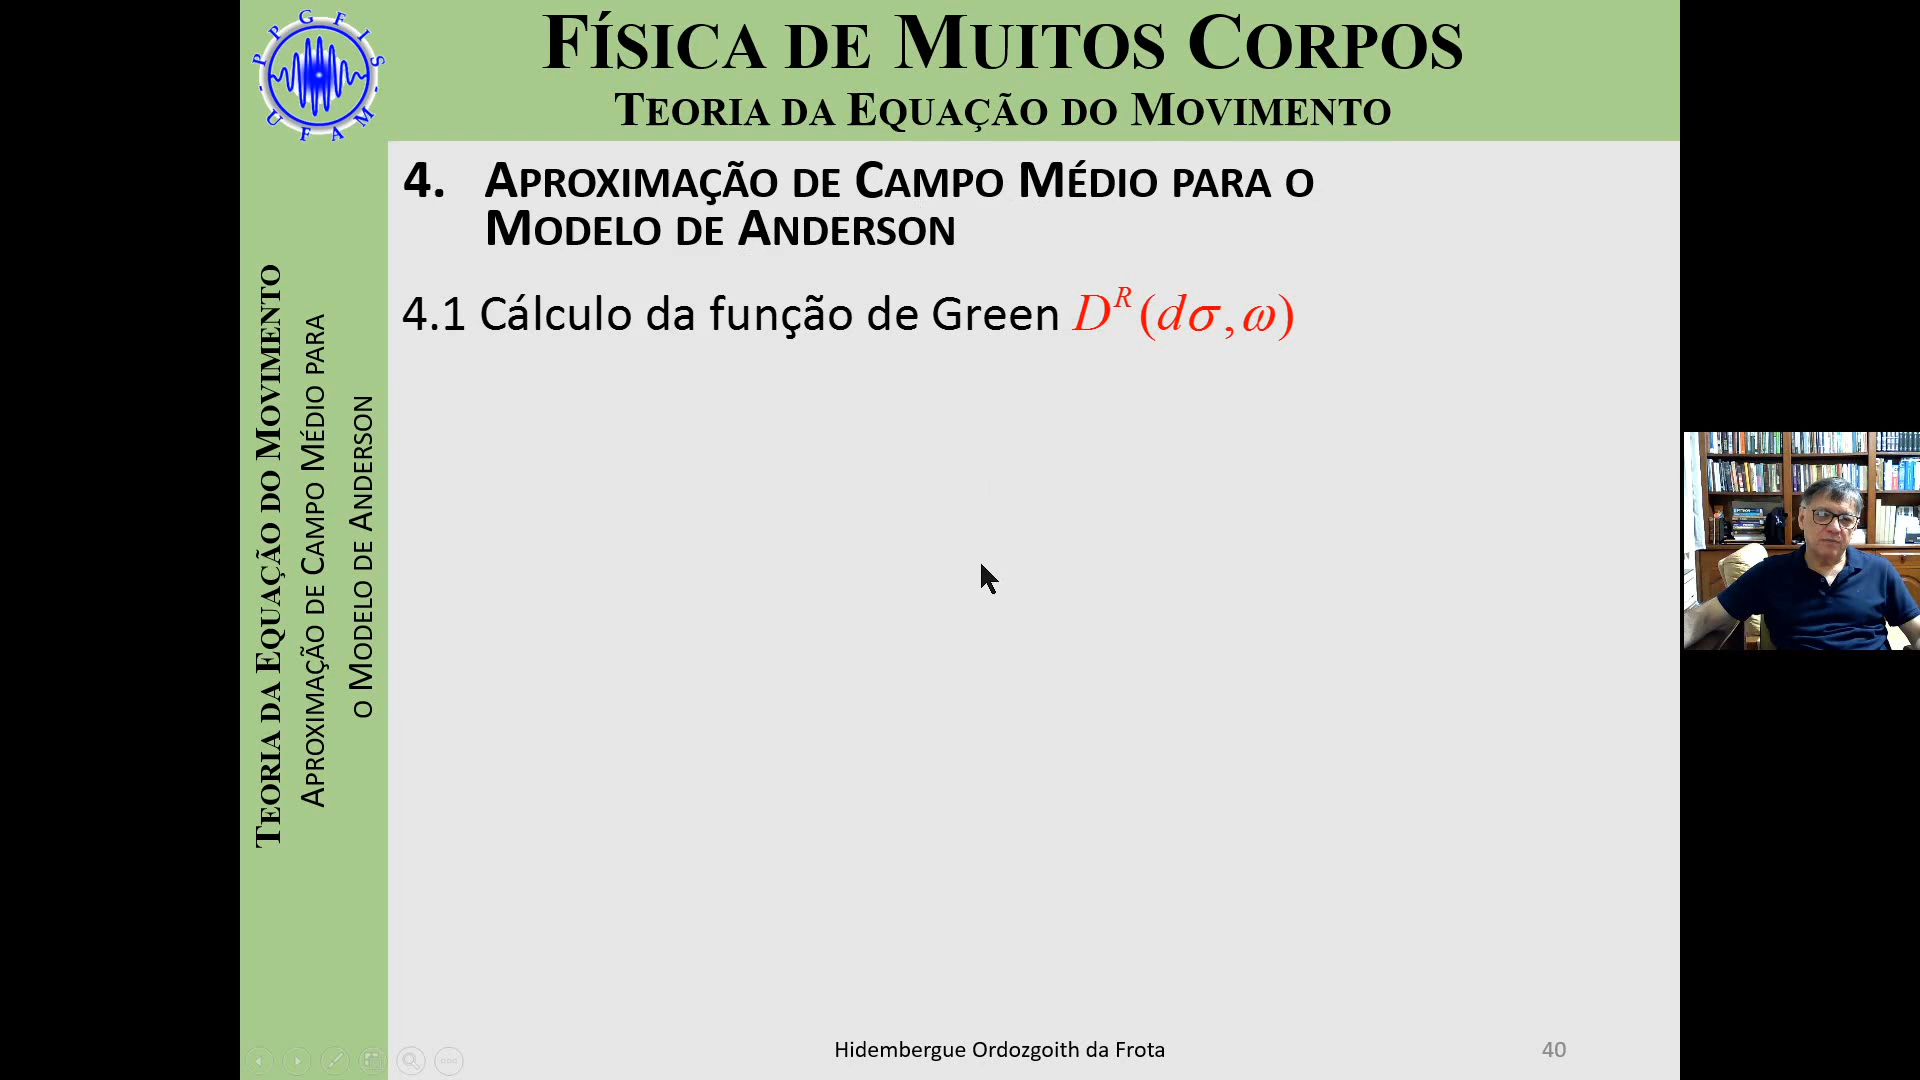 PPGFIS - UFAM -
FÍSICA DE MUITOS CORPOS
TEORIA DA EQUAÇÃO DO MOVIMENTO
4. APROXIMAÇÃO DE CAMPO MÉDIO PARA O
MODELO DE ANDERSON
4.1 Cálculo da função de Green D^R(dσ,ω)
TEORIA DA EQUAÇÃO DO MOVIMENTO
APROXIMAÇÃO DE CAMPO MÉDIO PARA
O MODELO DE ANDERSON
Hidembergue Ordozgoith da Frota
40